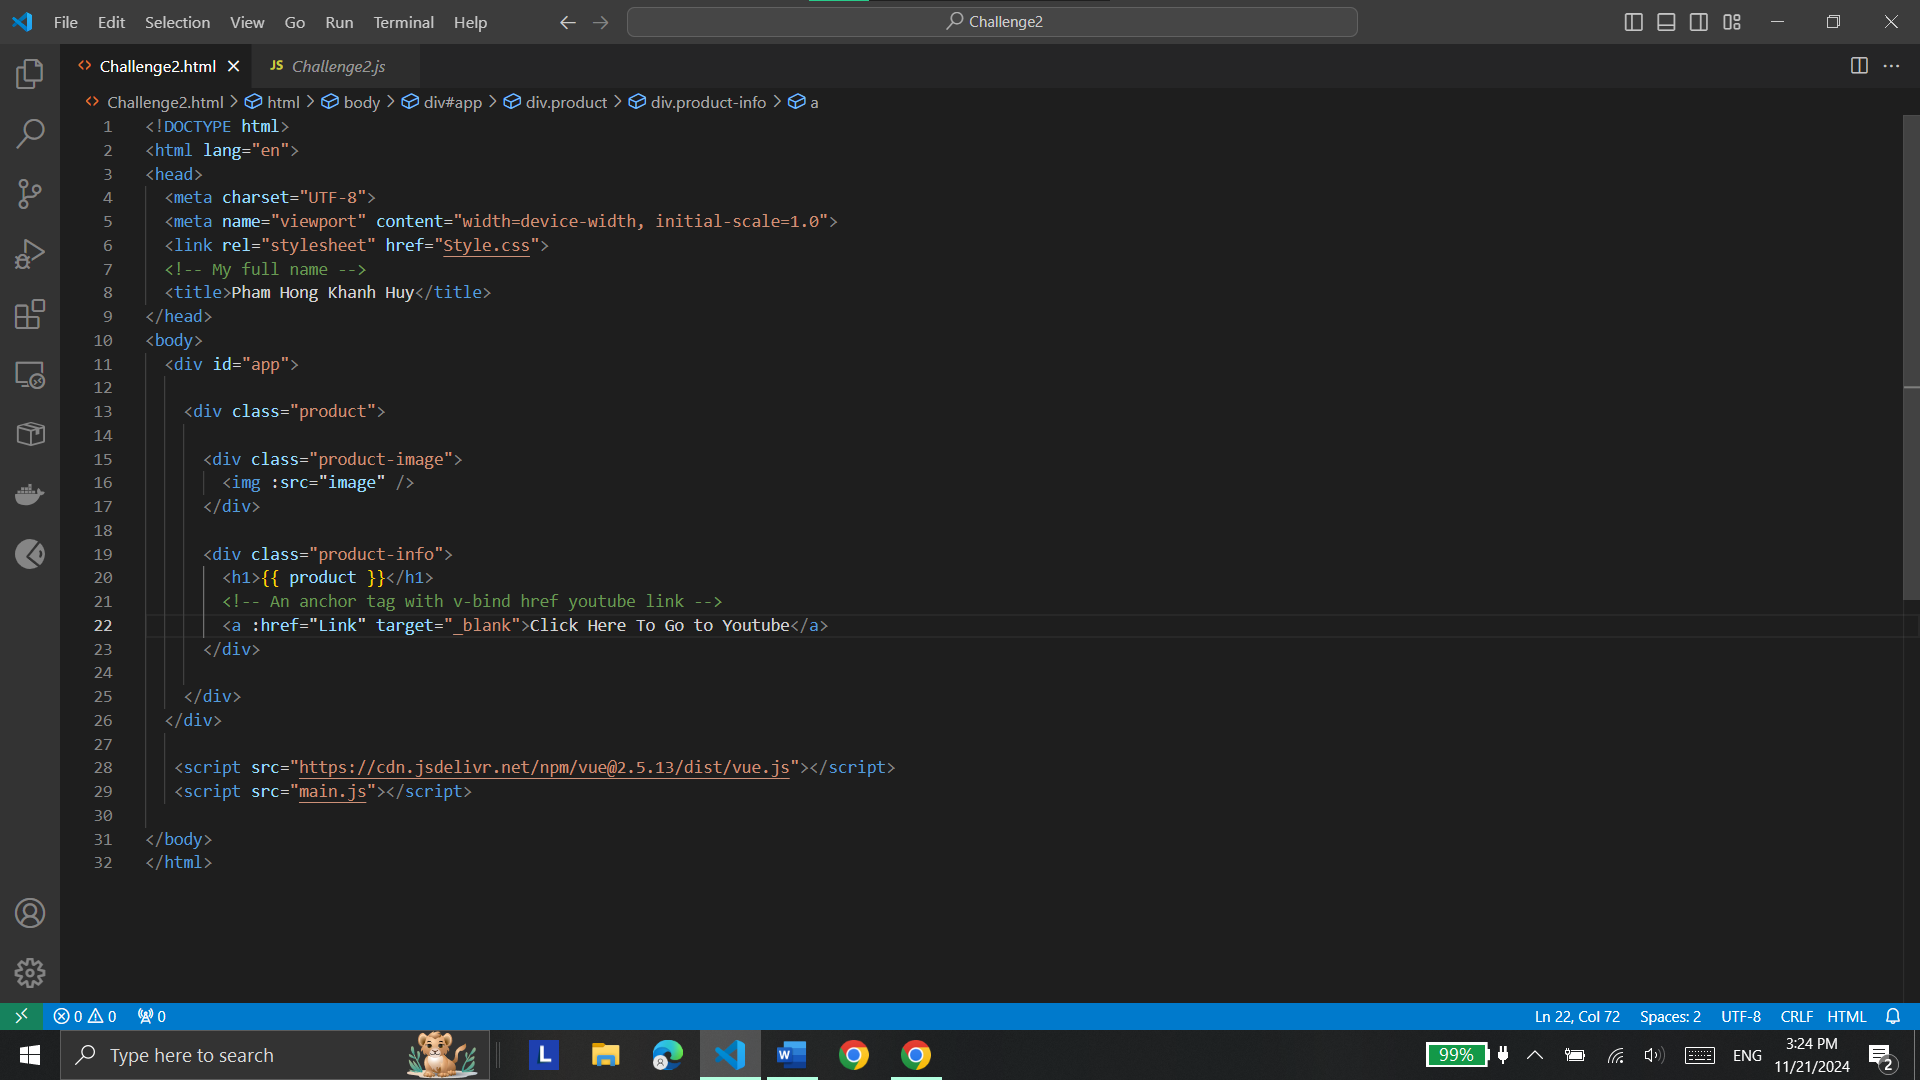 File Edit Selection View Go Run Terminal Help
Challenge2
Challenge2.html
JS Challenge2.js
Challenge2.html > html > body > div#app > div.product > div.product-info > a
1 <!DOCTYPE html>
2 <html lang="en">
3 <head>
4 <meta charset="UTF-8">
5 <meta name="viewport" content="width=device-width, initial-scale=1.0">
6 <link rel="stylesheet" href="Style.css">
7 <!-- My full name -->
8 <title>Pham Hong Khanh Huy</title>
9 </head>
10 <body>
11 <div id="app">
12
13 <div class="product">
14
15 <div class="product-image">
16 <img :src="image" />
17 </div>
18
19 <div class="product-info">
20 <h1>{{ product }}</h1>
21 <!-- An anchor tag with v-bind href youtube link -->
22 <a :href="Link" target="_blank">Click Here To Go to Youtube</a>
23 </div>
24
25 </div>
26 </div>
27
28 <script src="https://cdn.jsdelivr.net/npm/vue@2.5.13/dist/vue.js"></script>
29 <script src="main.js"></script>
30
31 </body>
32 </html>
0 0 0
Ln 22, Col 72 Spaces: 2 UTF-8 CRLF HTML
Type here to search
L
W
99%
ENG
3:24 PM
11/21/2024
2